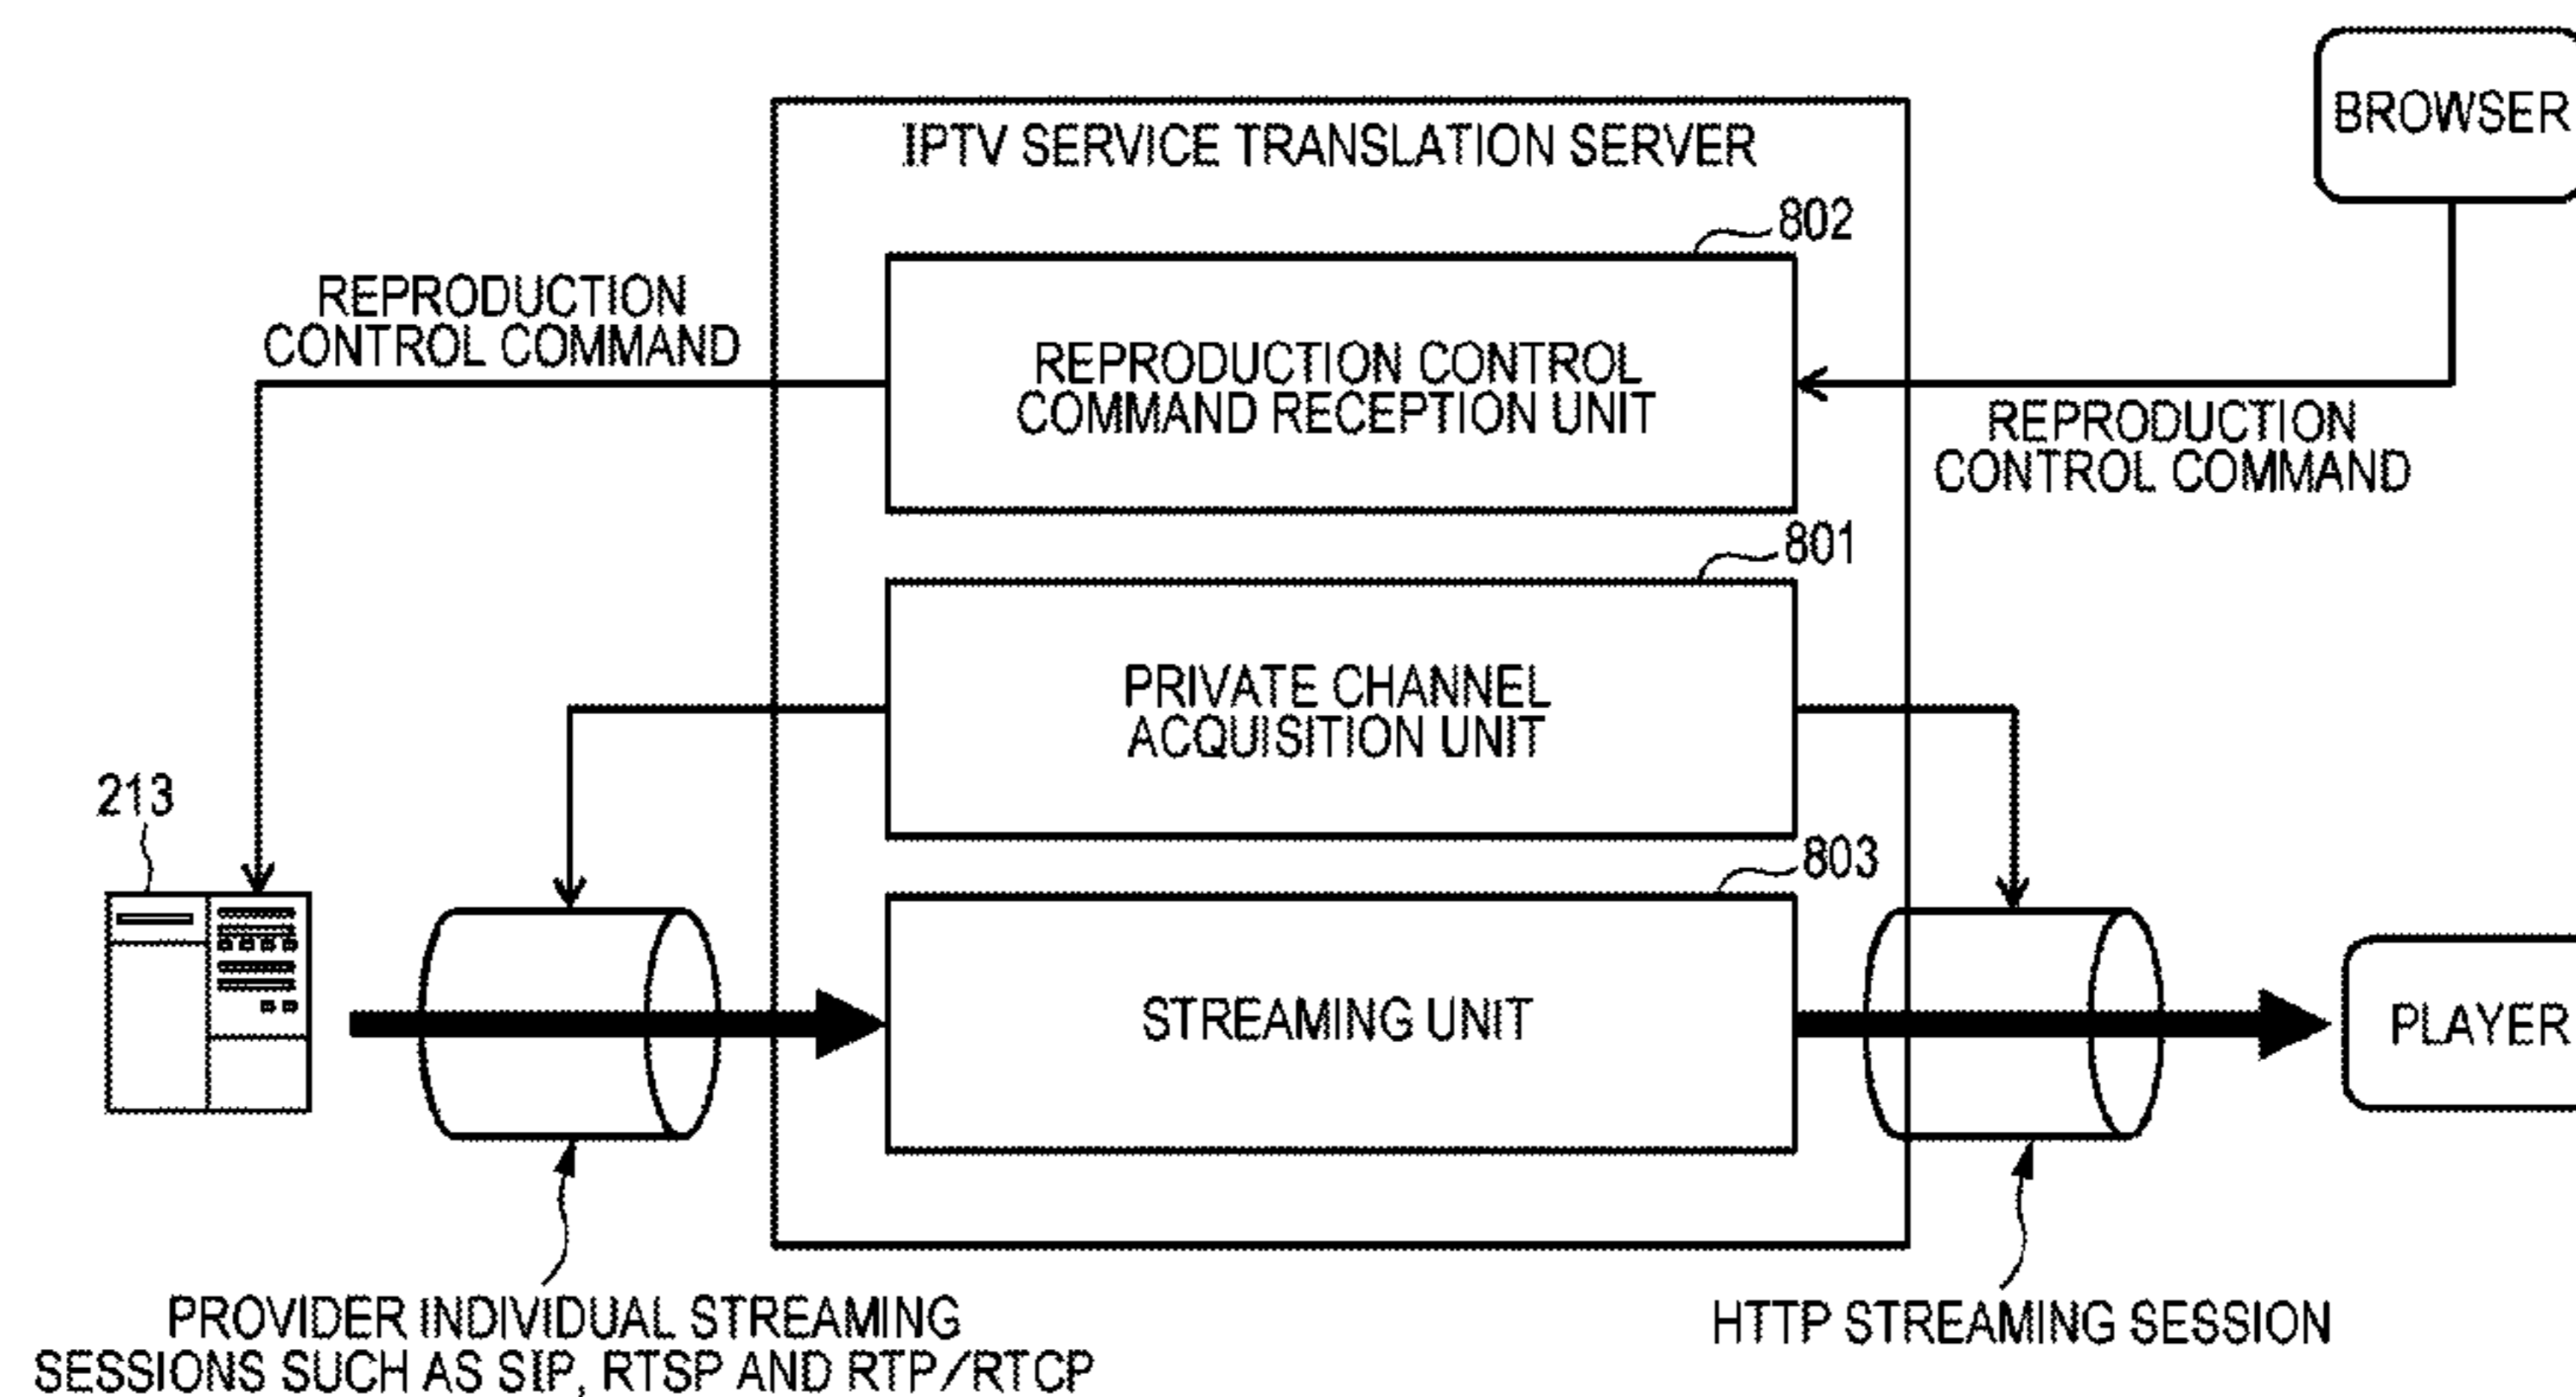 BROWSER
IPTV SERVICE TRANSLATION SERVER
802
REPRODUCTION
CONTROL COMMAND
REPRODUCTION CONTROL
COMMAND RECEPTION UNIT
REPRODUCTION
CONTROL COMMAND
801
PRIVATE CHANNEL
ACQUISITION UNIT
213
803
STREAMING UNIT
PLAYER
PROVIDER INDIVIDUAL STREAMING
SESSIONS SUCH AS SIP, RTSP AND RTP/RTCP
HTTP STREAMING SESSION